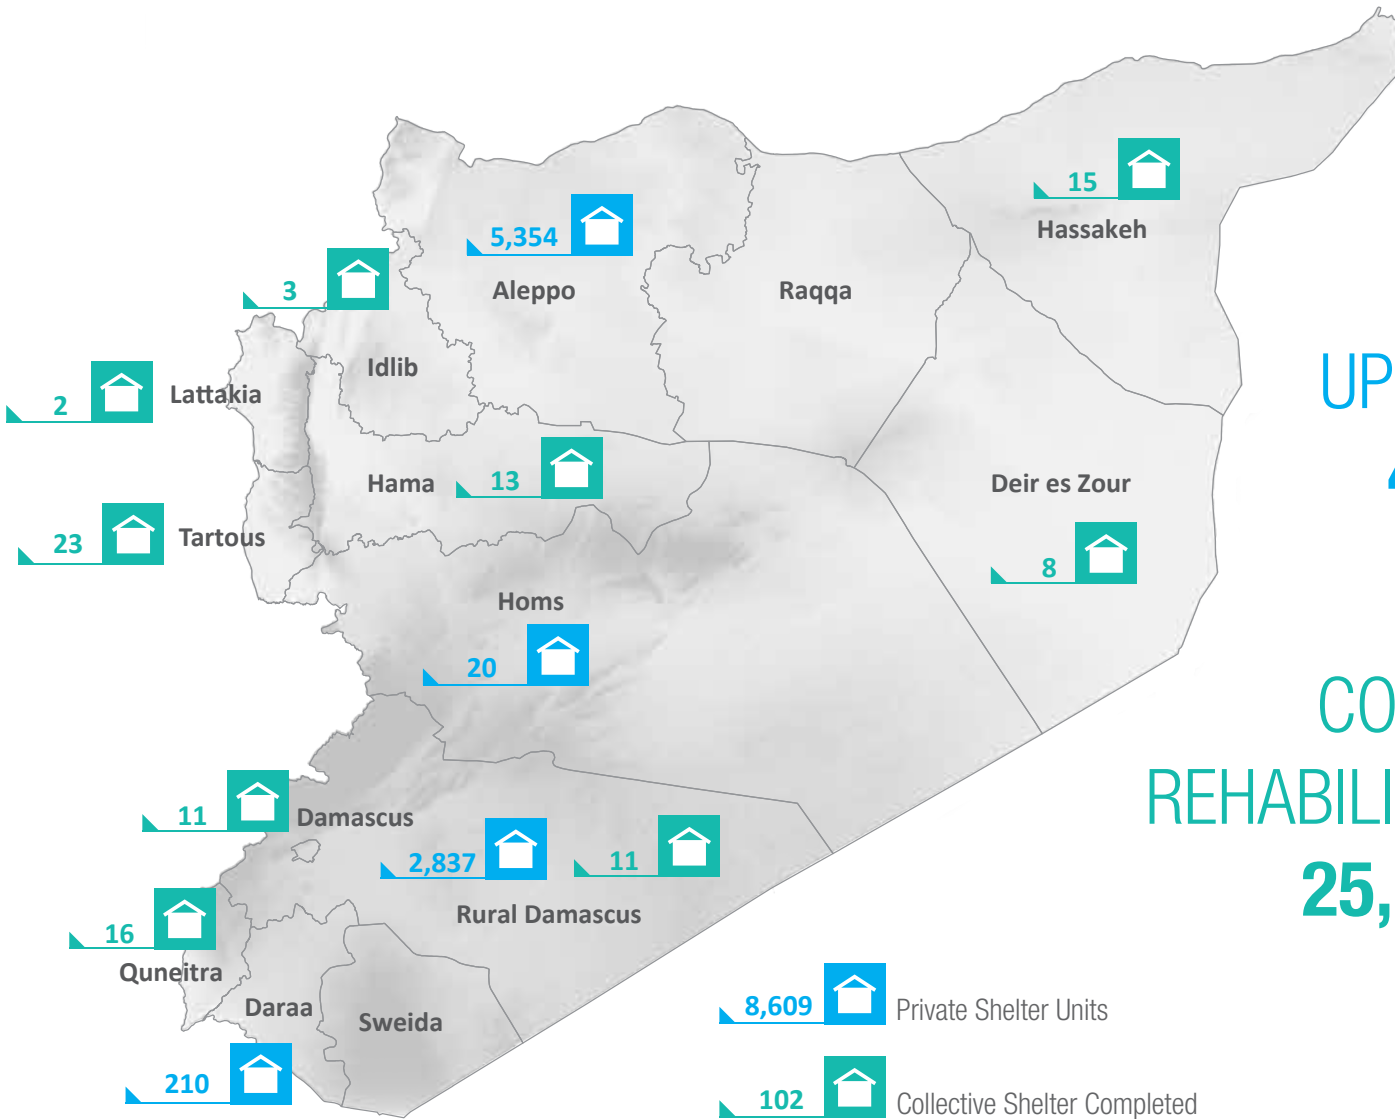 15
Hassakeh
5,354
Aleppo
Raqqa
3
Idlib
2
Lattakia
UP
Hama
13
Deir es Zour
23
Tartous
8
Homs
20
CO
REHABILI
11
Damascus
2,837
11
25,
Rural Damascus
16
Quneitra
Daraa
Sweida
8,609
Private Shelter Units
210
102
Collective Shelter Completed